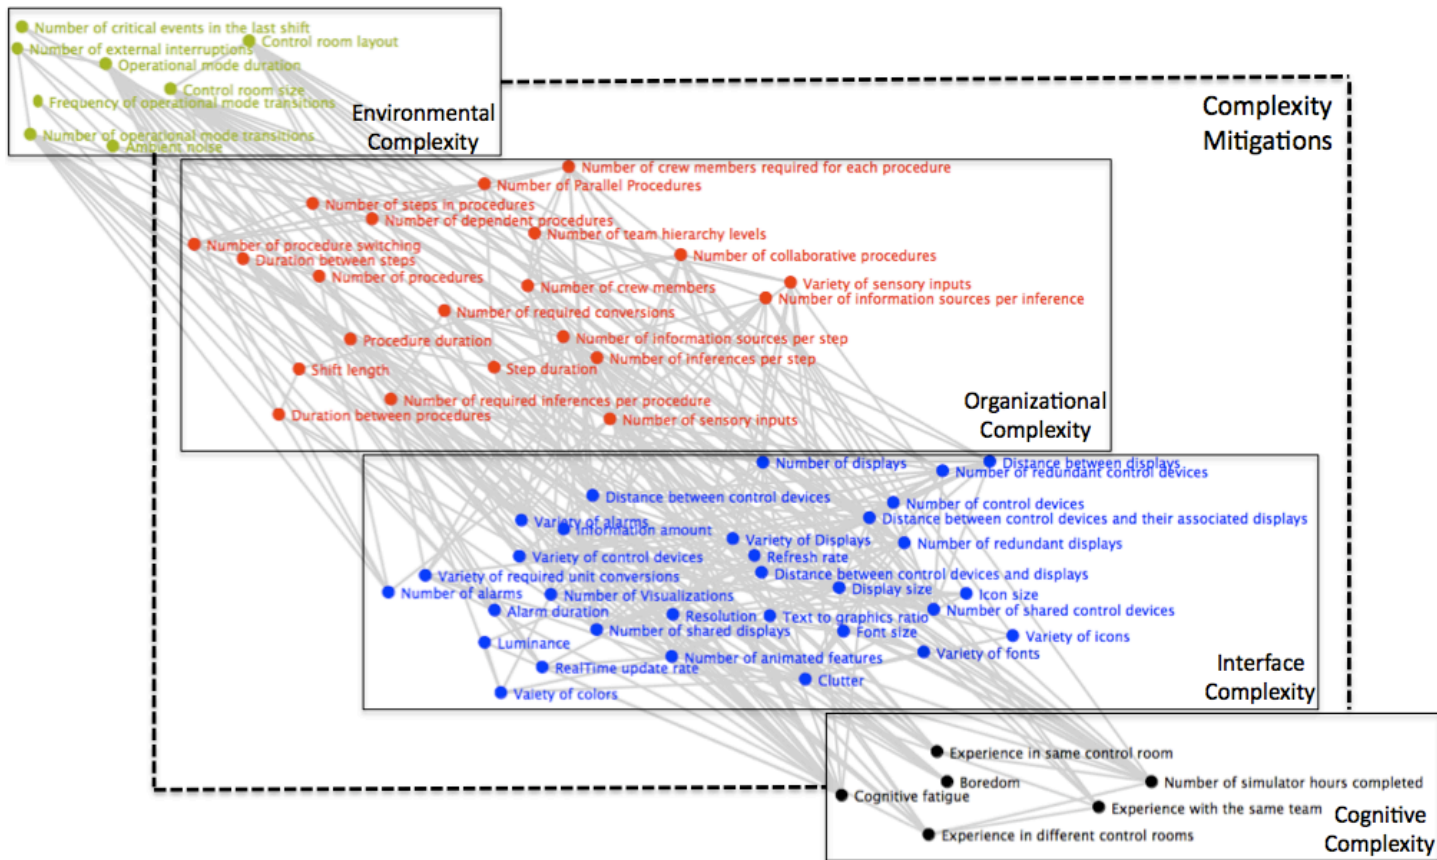 Number of critical events in the last shift
Control room layout
Number of external interruptions
Operational mode duration
Control room size
Frequency of operational mode transitions
Environmental
Complexity
Number of operational mode transitions
Ambient noise
Complexity
Mitigations
Number of crew members required for each procedure
Number of Parallel Procedures
Number of steps in procedures
Number of dependent procedures
Number of team hierarchy levels
Number of procedure switching
Number of collaborative procedures
Duration between steps
Number of procedures
Variety of sensory inputs
Number of crew members
Number of information sources per inference
Number of required conversions
Procedure duration
Number of information sources per step
Number of inferences per step
Shift length
Step duration
Number of required inferences per procedure
Duration between procedures
Number of sensory inputs
Organizational
Complexity
Number of displays
Distance between displays
Number of redundant control devices
Distance between control devices
Number of control devices
Variety of alarms
Information amount
Distance between control devices and their associated displays
Variety of Displays
Number of redundant displays
Variety of control devices
Refresh rate
Variety of required unit conversions
Distance between control devices and displays
Number of alarms
Number of Visualizations
Display size
Icon size
Alarm duration
Resolution
Text to graphics ratio
Number of shared control devices
Number of shared displays
Font size
Variety of icons
Luminance
Number of animated features
Variety of fonts
RealTime update rate
Clutter
Vaiety of colors
Interface
Complexity
Experience in same control room
Boredom
Number of simulator hours completed
Cognitive fatigue
Experience with the same team
Experience in different control rooms
Cognitive
Complexity